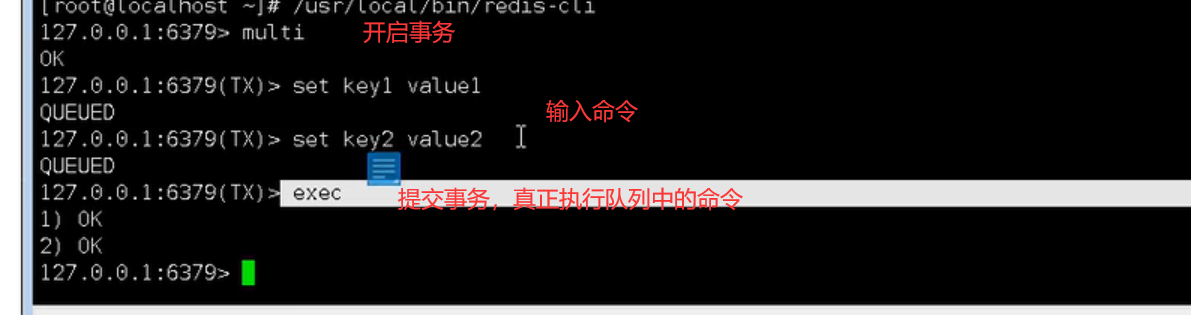 [root@localhost ~]# /usr/local/bin/redis-cli
127.0.0.1:6379> multi 开启事务
OK
127.0.0.1:6379(TX)> set key1 value1
QUEUED 输入命令
127.0.0.1:6379(TX)> set key2 value2
QUEUED
127.0.0.1:6379(TX)> exec 提交事务，真正执行队列中的命令
1) OK
2) OK
127.0.0.1:6379>